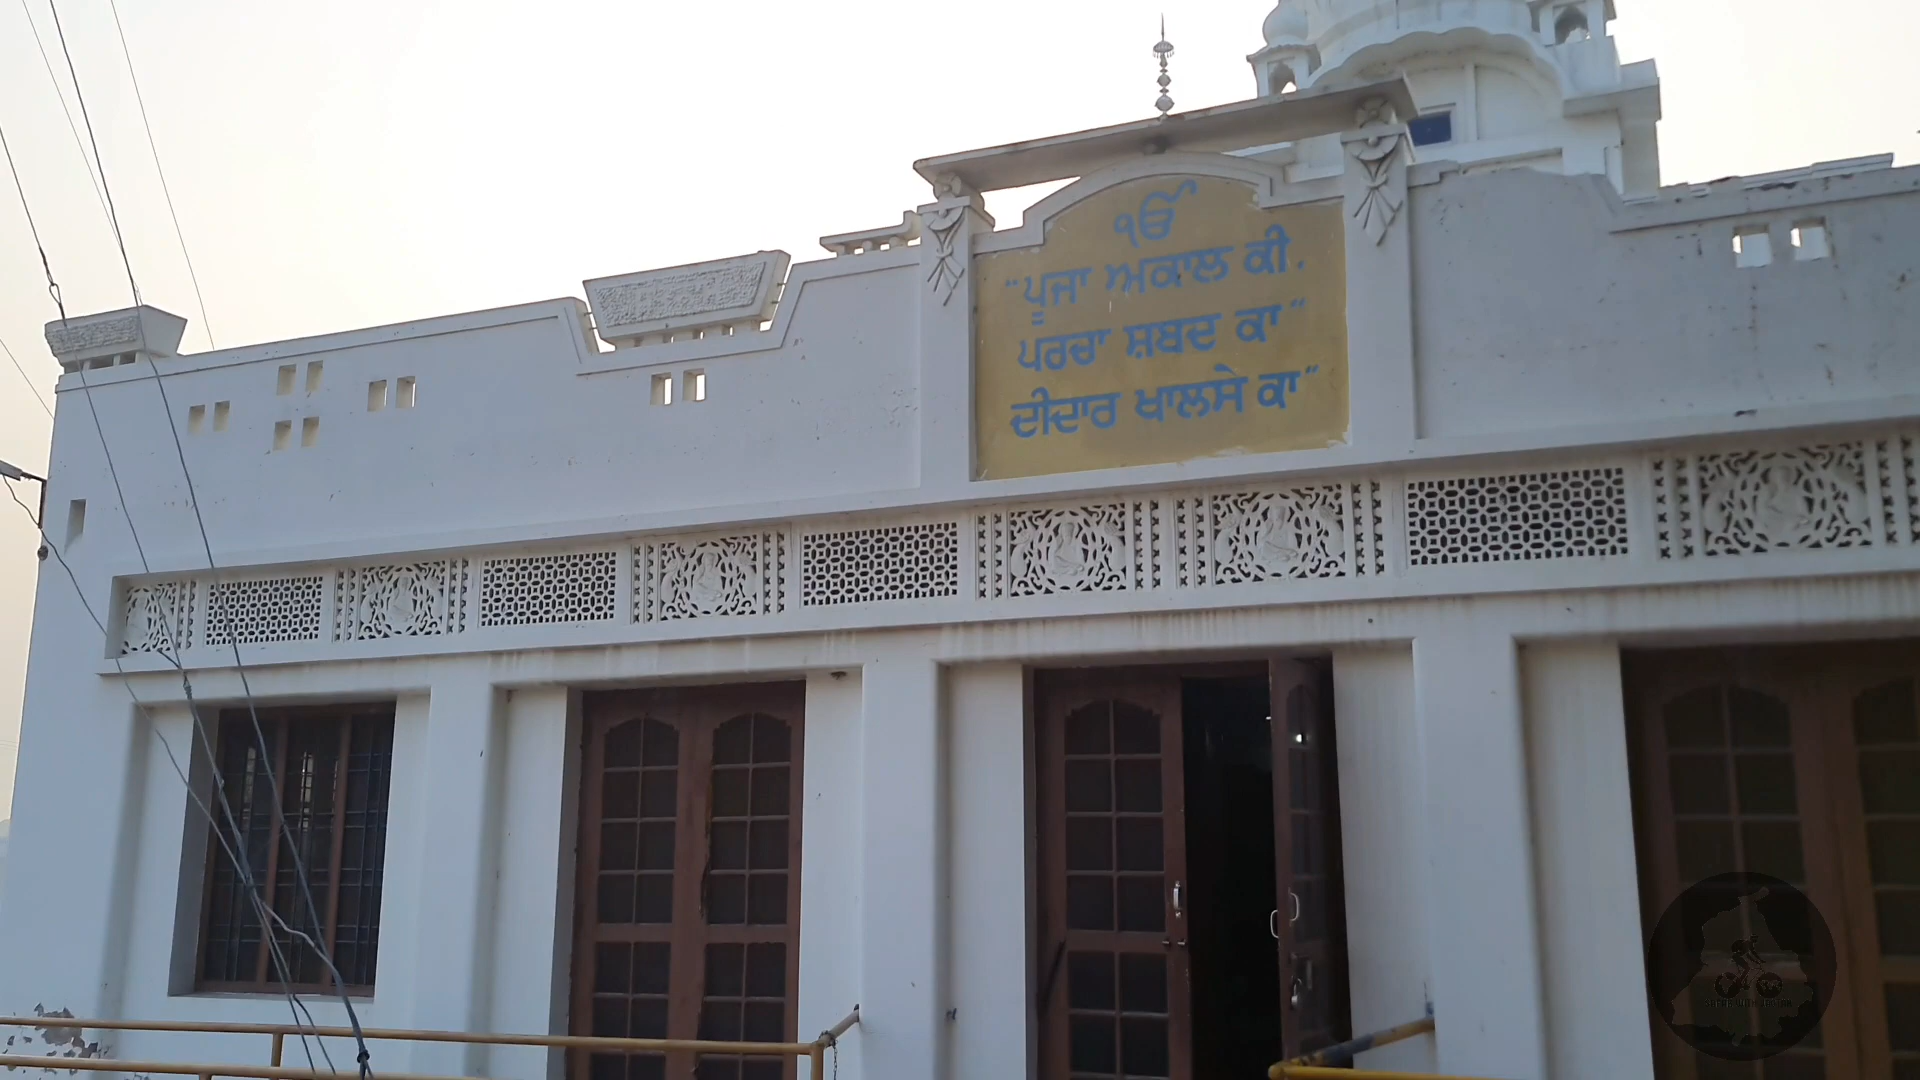 ੴ
"ਪੂਜਾ ਅਕਾਲ ਕੀ.
ਪਰਚਾ ਸ਼ਬਦ ਕਾ"
ਦੀਦਾਰ ਖਾਲਸੇ ਕਾ"